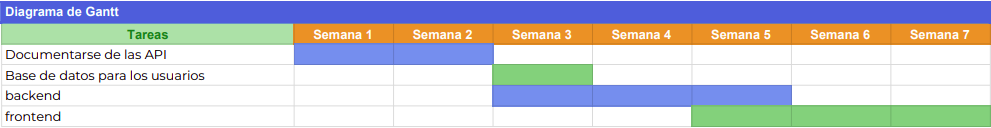 Diagrama de Gantt
Tareas Semana 1 Semana 2 Semana 3 Semana 4 Semana 5 Semana 6 Semana 7
Documentarse de las API
Base de datos para los usuarios
backend
frontend